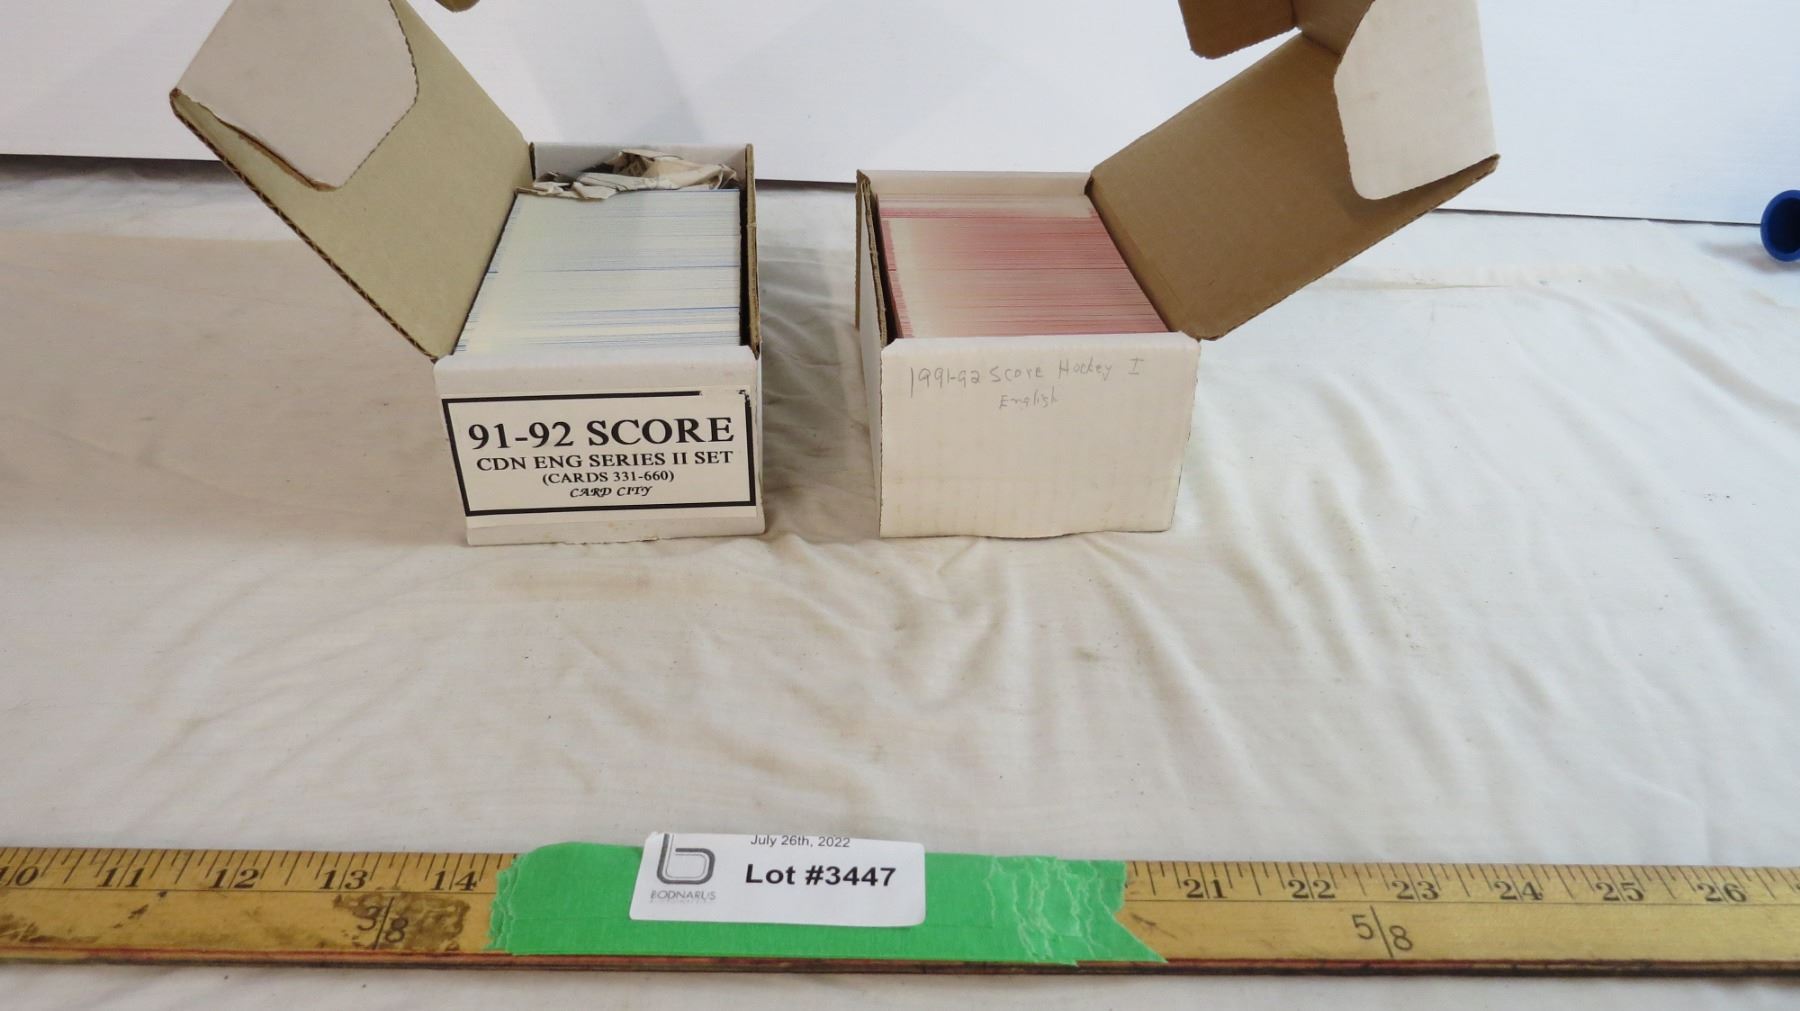 91-92 SCORE
CDN ENG SERIES II SET
(CARDS 331-660)
CARD CITY
1991-92 Score Hockey I
English
July 26th, 2022
Lot #3447
BODNARUS
10 11 12 13 14 21 22 23 24 25 26
3/8 5/8